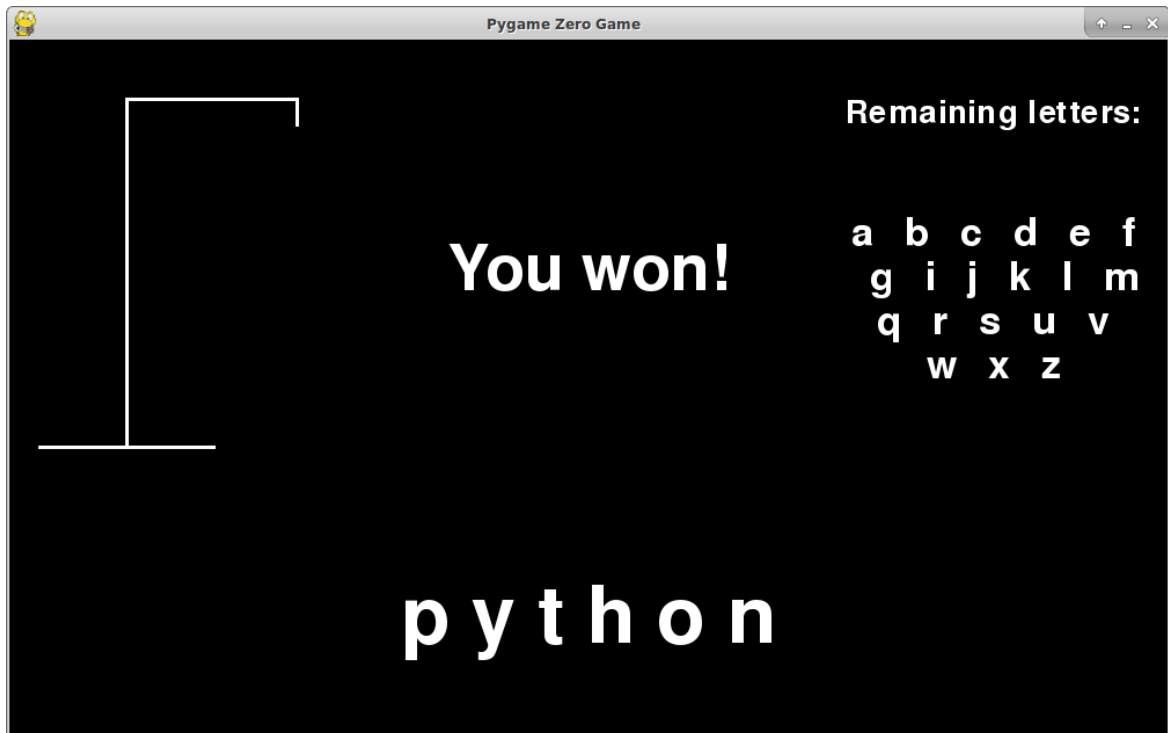 Pygame Zero Game
Remaining letters:
You won!
a b c d e f
g i j k l m
q r s u v
w x z
p y t h o n